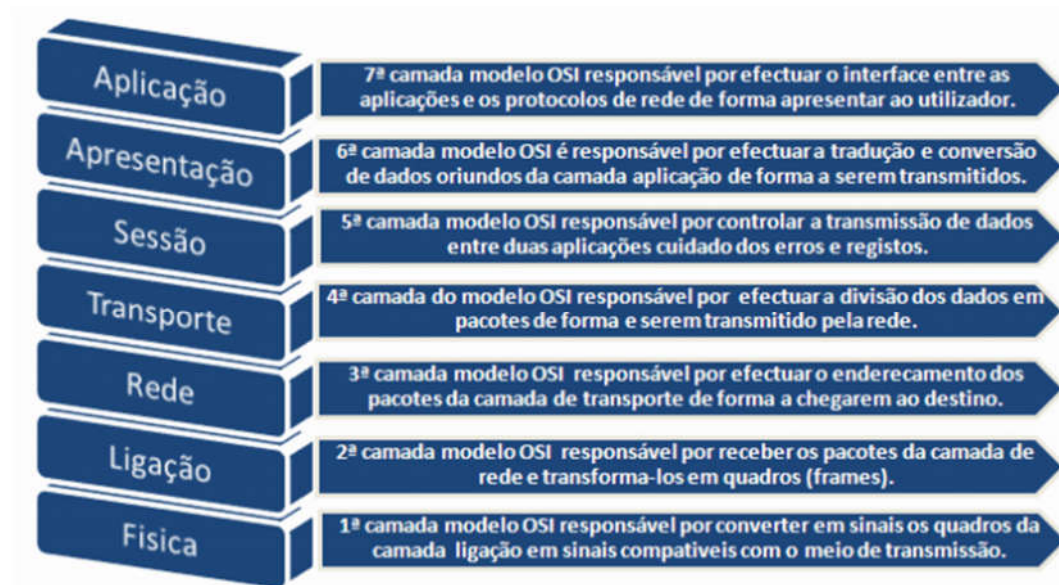 Aplicação
7ª camada modelo OSI responsável por efectuar o interface entre as
aplicações e os protocolos de rede de forma apresentar ao utilizador.
Apresentação
6ª camada modelo OSI é responsável por efectuar a tradução e conversão
de dados oriundos da camada aplicação de forma a serem transmitidos.
Sessão
5ª camada modelo OSI responsável por controlar a transmissão de dados
entre duas aplicações cuidado dos erros e registos.
Transporte
4ª camada do modelo OSI responsável por efectuar a divisão dos dados em
pacotes de forma e serem transmitido pela rede.
Rede
3ª camada modelo OSI responsável por efectuar o enderecamento dos
pacotes da camada de transporte de forma a chegarem ao destino.
Ligação
2ª camada modelo OSI responsável por receber os pacotes da camada de
rede e transforma-los em quadros (frames).
Fisica
1ª camada modelo OSI responsável por converter em sinais os quadros da
camada ligação em sinais compativeis com o meio de transmissão.